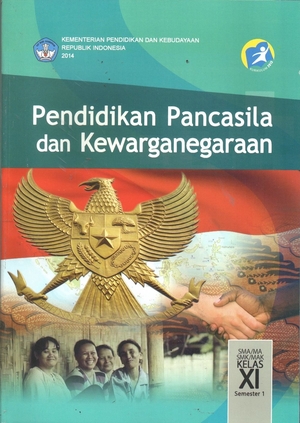 KEMENTERIAN PENDIDIKAN DAN KEBUDAYAAN
REPUBLIK INDONESIA
2014
Pendidikan Pancasila
dan Kewarganegaraan
SMA/MA
SMK/MAK
KELAS
XI
Semester 1